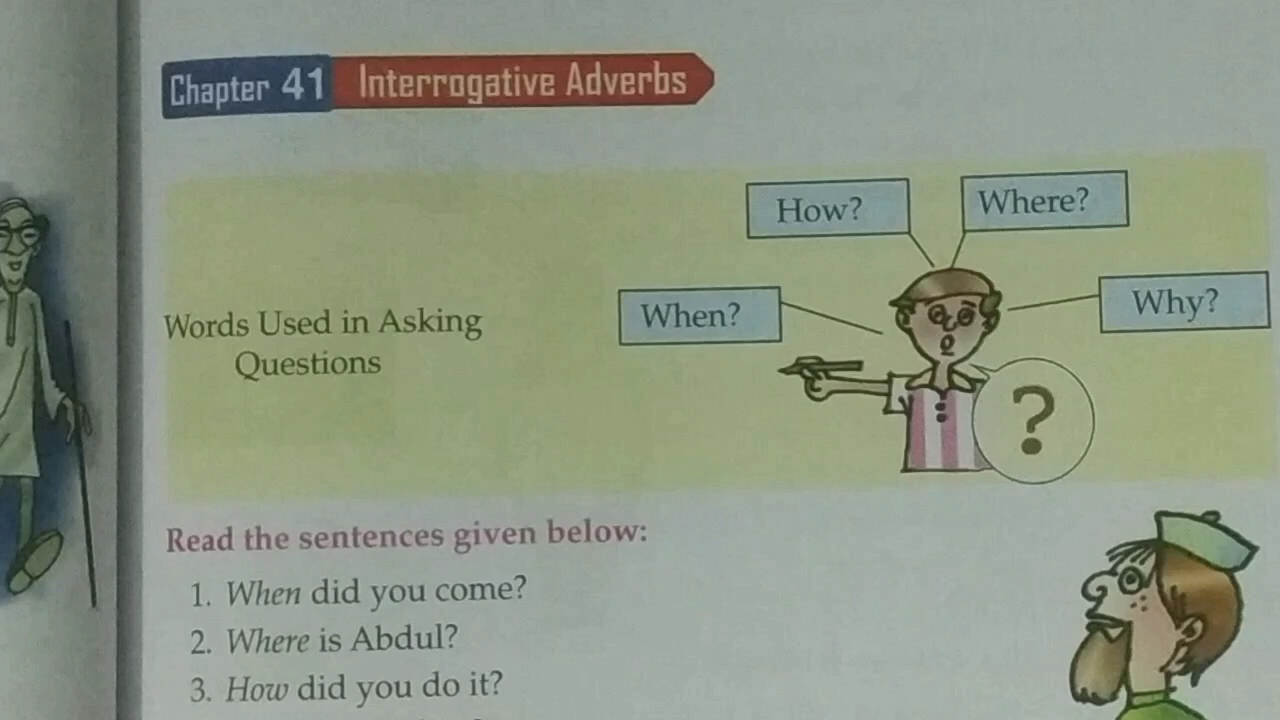 Chapter 41 Interrogative Adverbs
How? Where?
When? Why?
Words Used in Asking
Questions
?
Read the sentences given below:
1. When did you come?
2. Where is Abdul?
3. How did you do it?